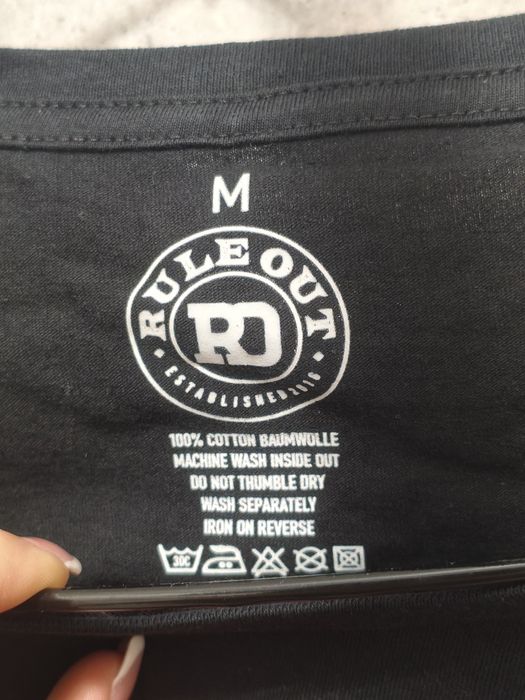 M
RULE OUT
RO
ESTABLISHED 2016
100% COTTON BAUMWOLLE
MACHINE WASH INSIDE OUT
DO NOT THUMBLE DRY
WASH SEPARATELY
IRON ON REVERSE
30C